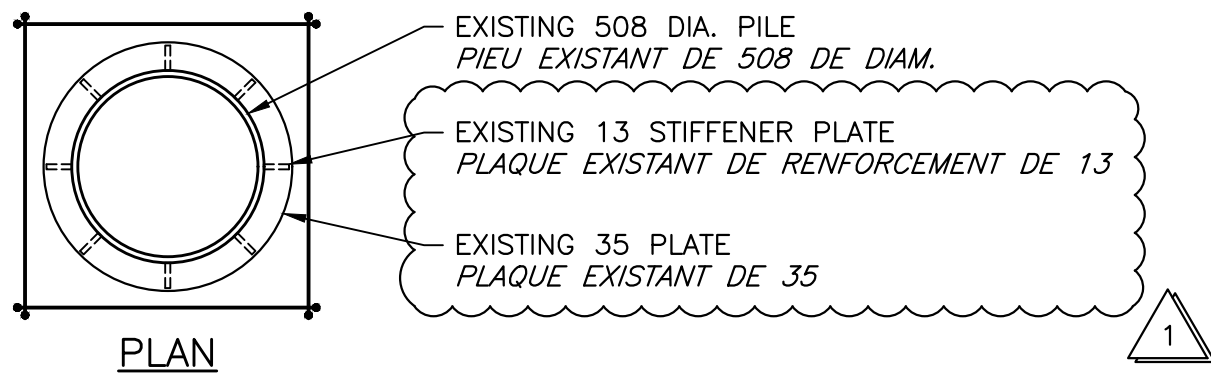 EXISTING 508 DIA. PILE
PIEU EXISTANT DE 508 DE DIAM.
EXISTING 13 STIFFENER PLATE
PLAQUE EXISTANT DE RENFORCEMENT DE 13
EXISTING 35 PLATE
PLAQUE EXISTANT DE 35
1
PLAN